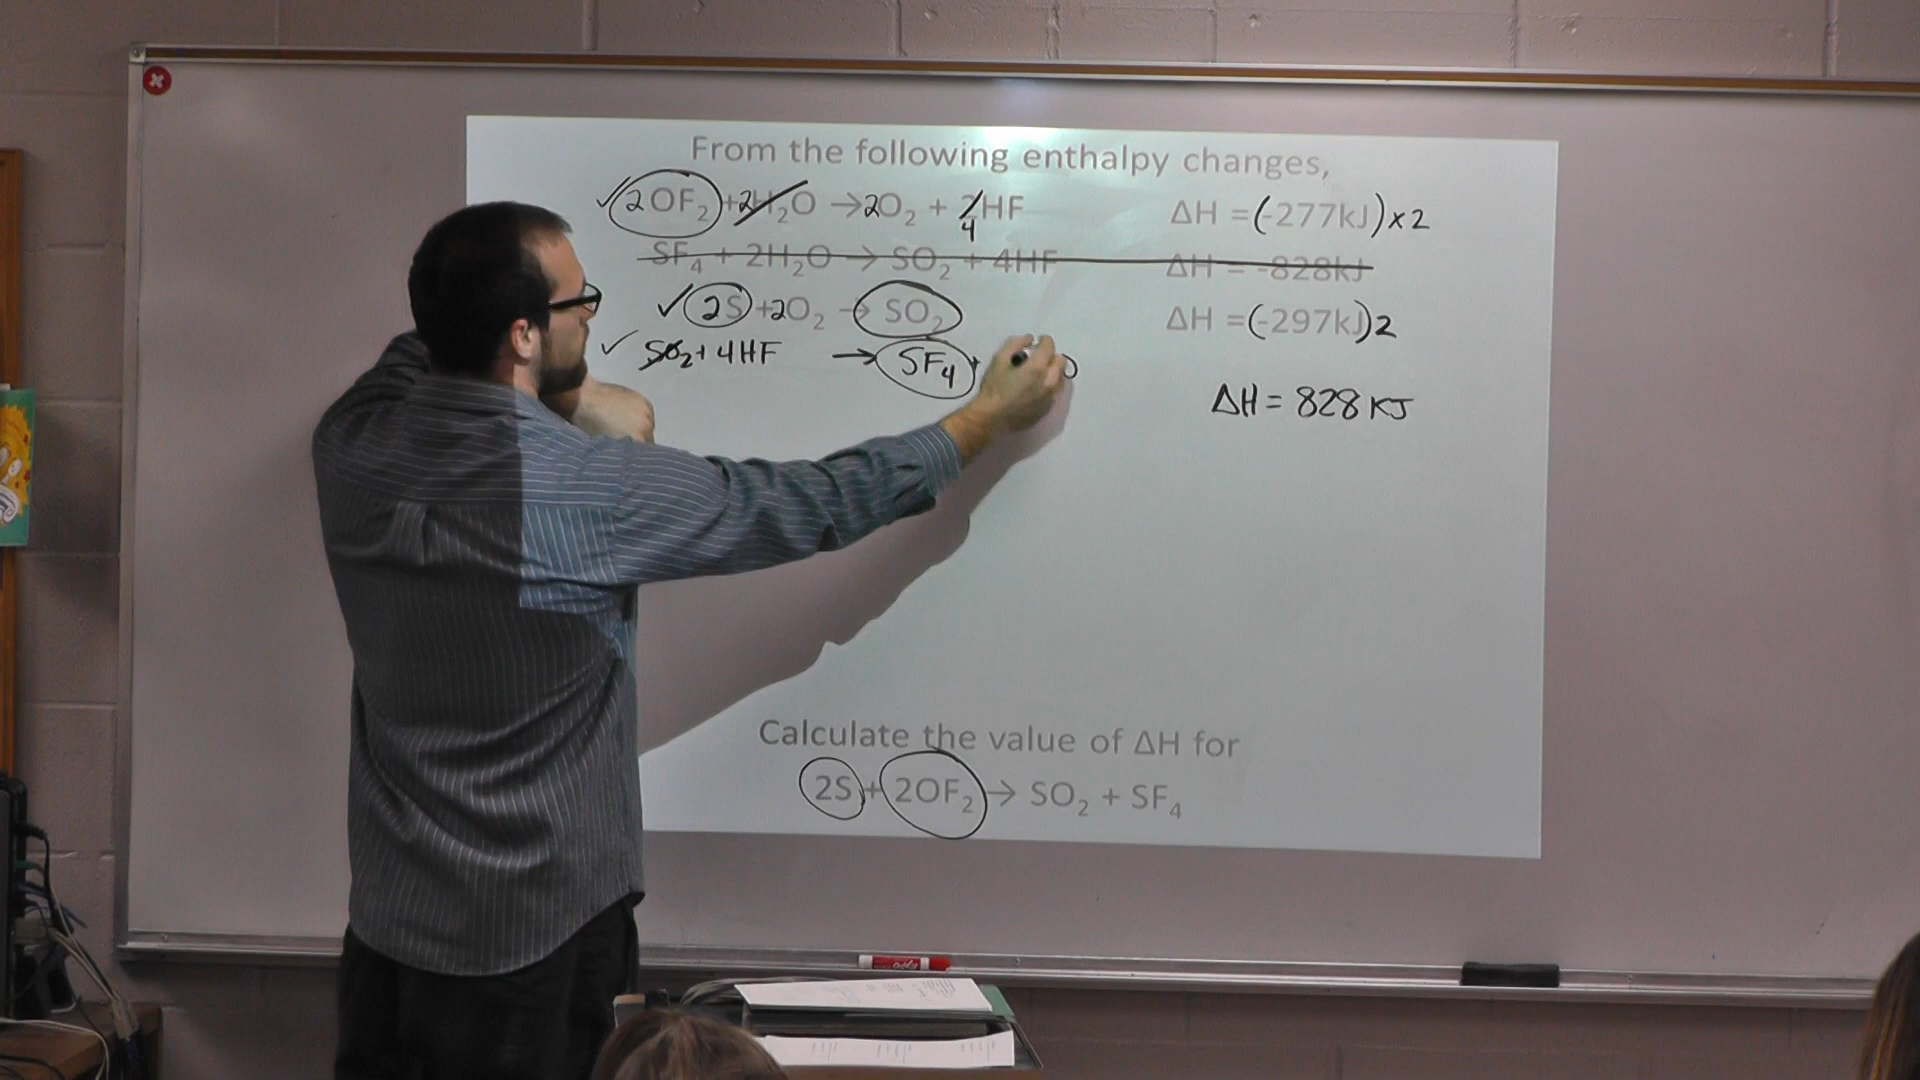 From the following enthalpy changes,
✓ 2OF₂ + 2H₂O → 2O₂ + 2HF 4 ΔH = (-277kJ) x 2
SF₄ + 2H₂O → SO₂ + 4HF ΔH = -828kJ
✓ 2S + 2O₂ → SO₂ ΔH = (-297kJ) 2
✓ SO₂ + 4HF → SF₄ +
ΔH = 828 KJ
Calculate the value of ΔH for
2S + 2OF₂ → SO₂ + SF₄